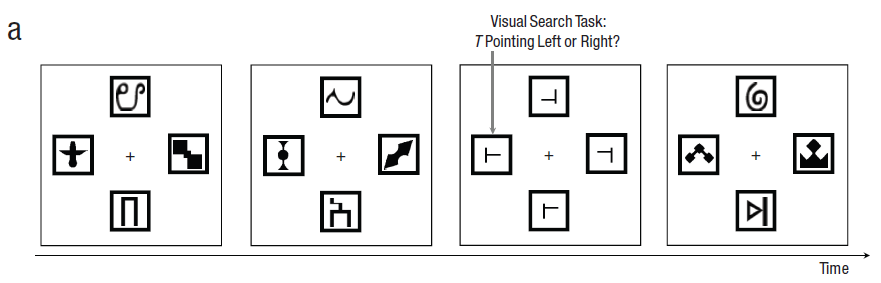 a
Visual Search Task:
T Pointing Left or Right?
Time